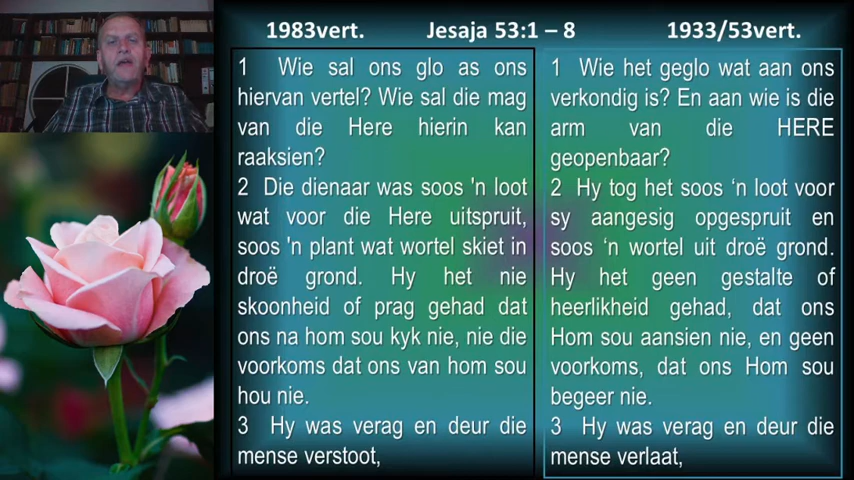 1983vert.
Jesaja 53:1 – 8
1933/53vert.
1 Wie sal ons glo as ons
hiervan vertel? Wie sal die mag
van die Here hierin kan
raaksien?
2 Die dienaar was soos 'n loot
wat voor die Here uitspruit,
soos 'n plant wat wortel skiet in
droë grond. Hy het nie
skoonheid of prag gehad dat
ons na hom sou kyk nie, nie die
voorkoms dat ons van hom sou
hou nie.
3 Hy was verag en deur die
mense verstoot,
1 Wie het geglo wat aan ons
verkondig is? En aan wie is die
arm van die HERE
geopenbaar?
2 Hy tog het soos ‘n loot voor
sy aangesig opgespruit en
soos ‘n wortel uit droë grond.
Hy het geen gestalte of
heerlikheid gehad, dat ons
Hom sou aansien nie, en geen
voorkoms, dat ons Hom sou
begeer nie.
3 Hy was verag en deur die
mense verlaat,